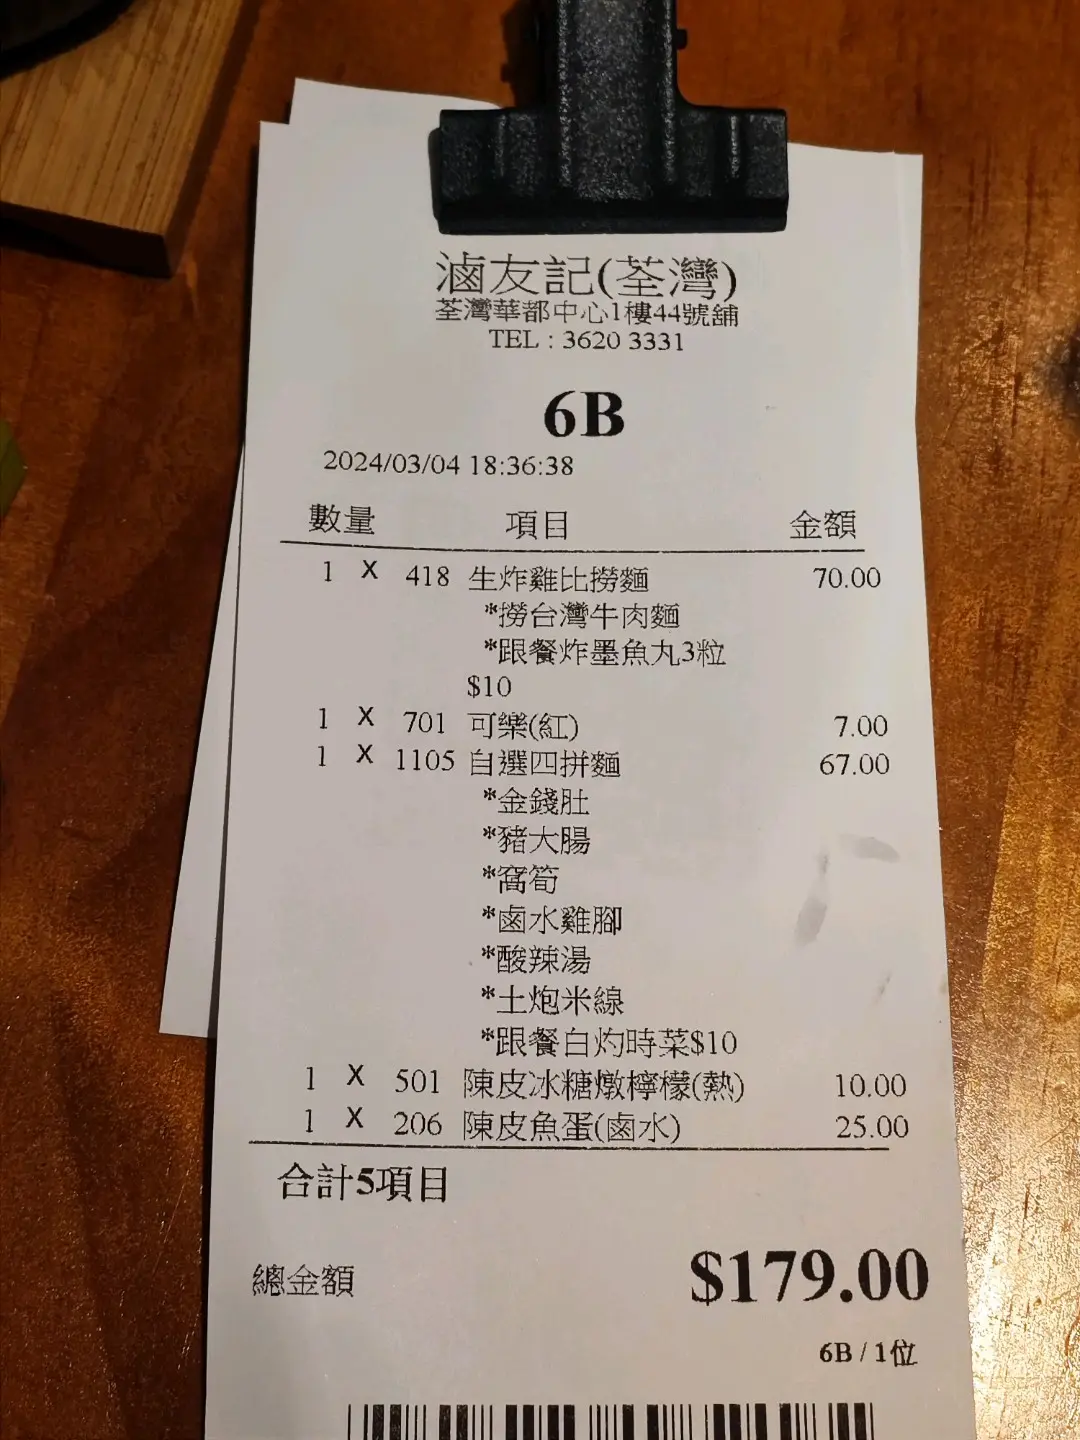 滷友記(荃灣)
荃灣華都中心1樓44號舖
TEL : 3620 3331
6B
2024/03/04 18:36:38
數量 項目 金額
1 X 418 生炸雞比撈麵 70.00
*撈台灣牛肉麵
*跟餐炸墨魚丸3粒
$10
1 X 701 可樂(紅) 7.00
1 X 1105 自選四拼麵 67.00
*金錢肚
*豬大腸
*窩筍
*鹵水雞腳
*酸辣湯
*土炮米線
*跟餐白灼時菜$10
1 X 501 陳皮冰糖燉檸檬(熱) 10.00
1 X 206 陳皮魚蛋(鹵水) 25.00
合計5項目
總金額 $179.00
6B / 1位